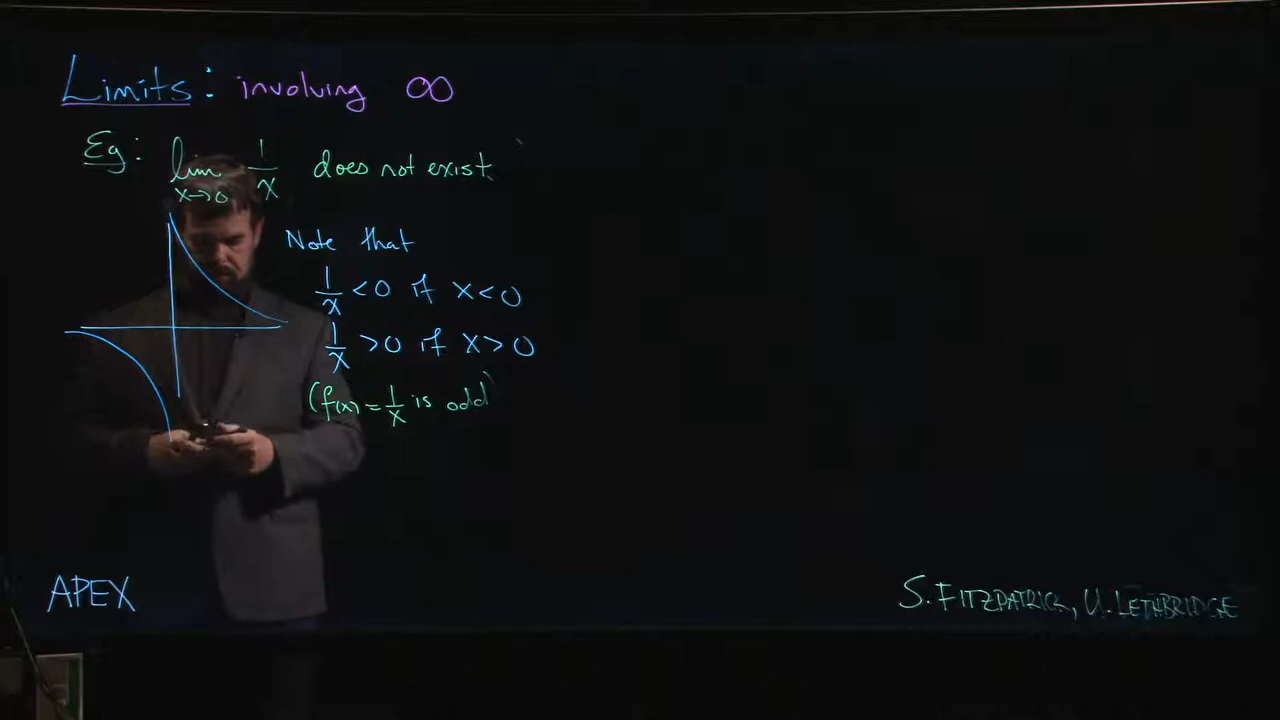 Limits: involving ∞
Eg: lim x→0 1/x does not exist
Note that
1/x < 0 if x < 0
1/x > 0 if x > 0
(f(x) = 1/x is odd)
APEX
S. FITZPATRICK, U. LETHBRIDGE